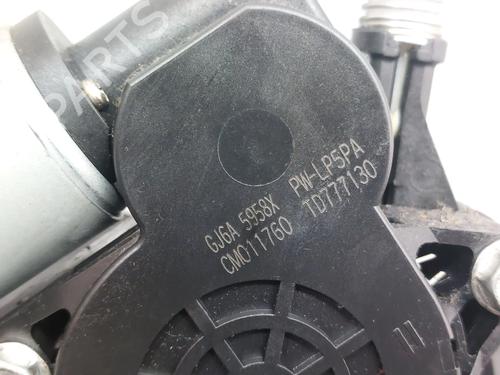 GJ6A 5958X PW-LP5PA
CM011760 TD777130
11
PARTS